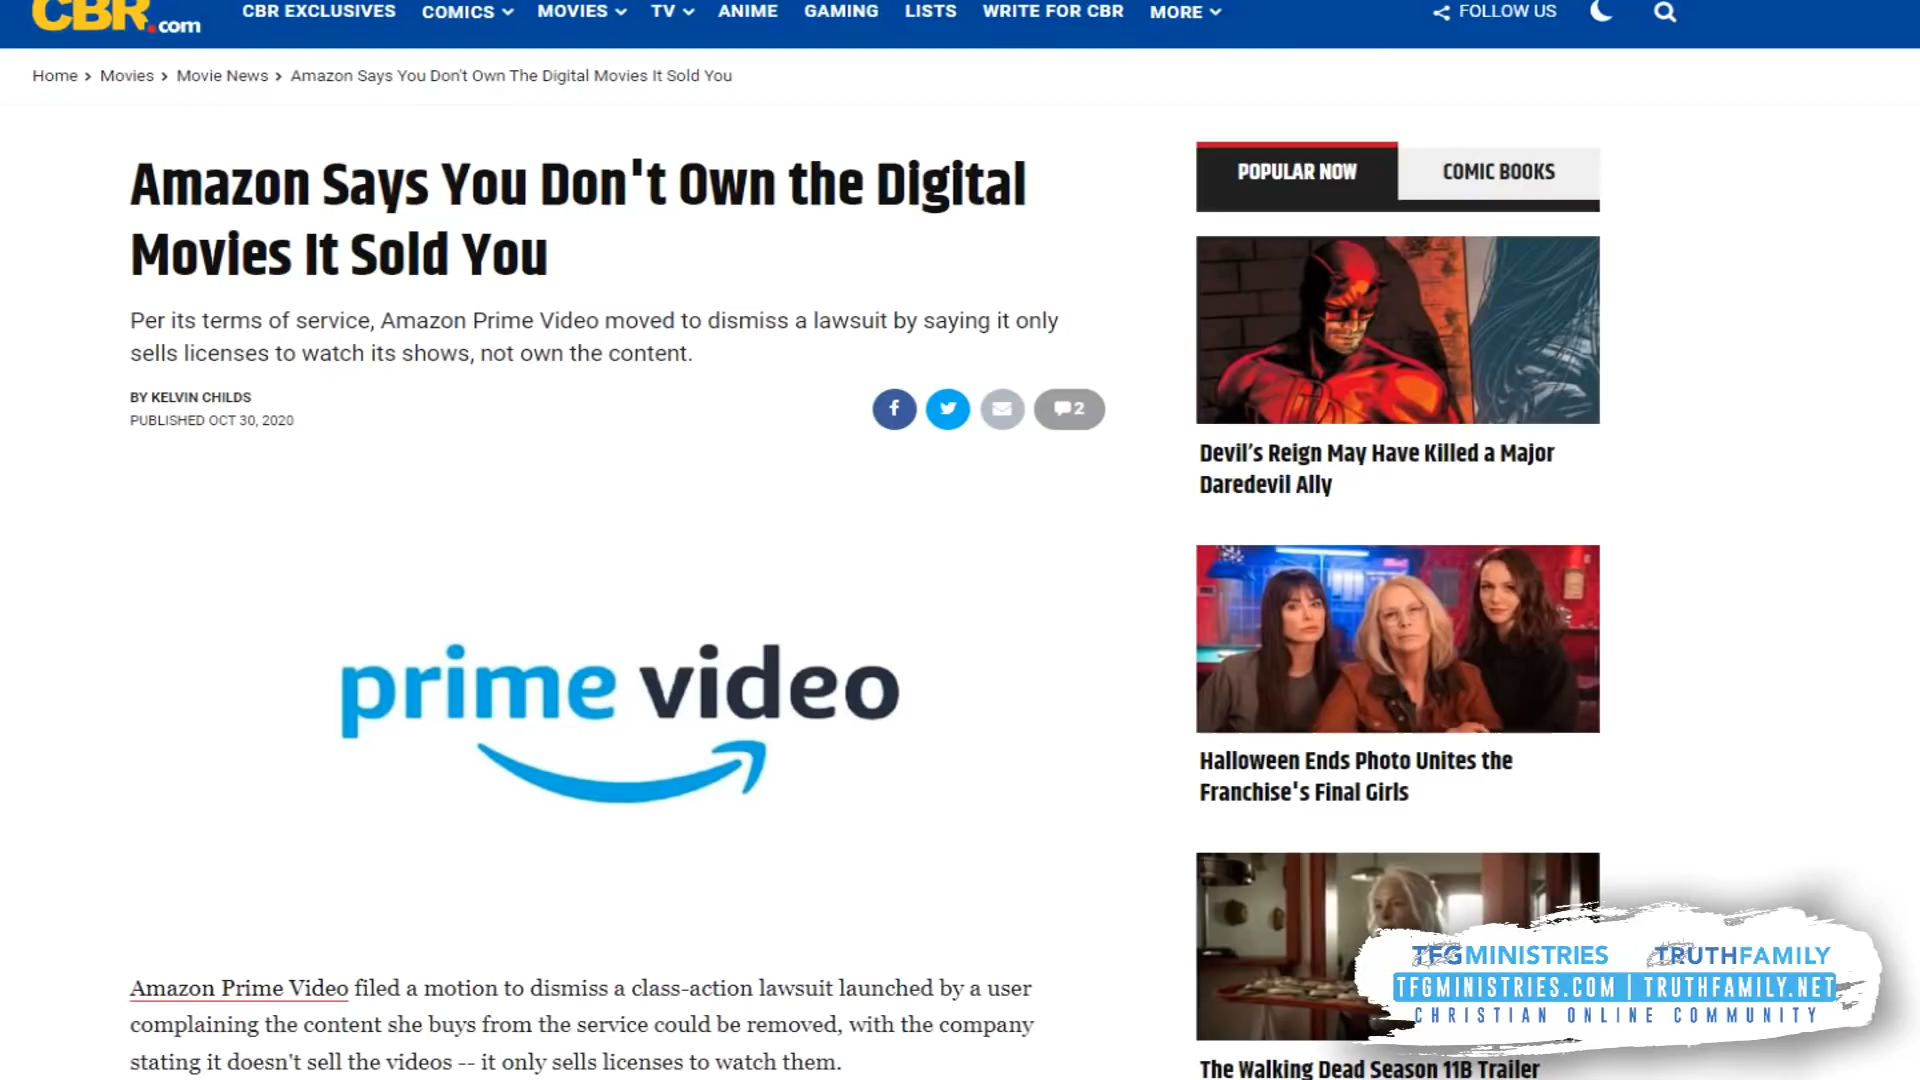 CBR.com
CBR EXCLUSIVES
COMICS
MOVIES
TV
ANIME
GAMING
LISTS
WRITE FOR CBR
MORE
FOLLOW US
Home > Movies > Movie News > Amazon Says You Don't Own The Digital Movies It Sold You
Amazon Says You Don't Own the Digital
Movies It Sold You
Per its terms of service, Amazon Prime Video moved to dismiss a lawsuit by saying it only
sells licenses to watch its shows, not own the content.
BY KELVIN CHILDS
PUBLISHED OCT 30, 2020
2
prime video
Amazon Prime Video filed a motion to dismiss a class-action lawsuit launched by a user
complaining the content she buys from the service could be removed, with the company
stating it doesn't sell the videos -- it only sells licenses to watch them.
POPULAR NOW
COMIC BOOKS
Devil’s Reign May Have Killed a Major
Daredevil Ally
Halloween Ends Photo Unites the
Franchise's Final Girls
The Walking Dead Season 11B Trailer
TFGMINISTRIES TRUTHFAMILY
TFGMINISTRIES.COM | TRUTHFAMILY.NET
CHRISTIAN ONLINE COMMUNITY